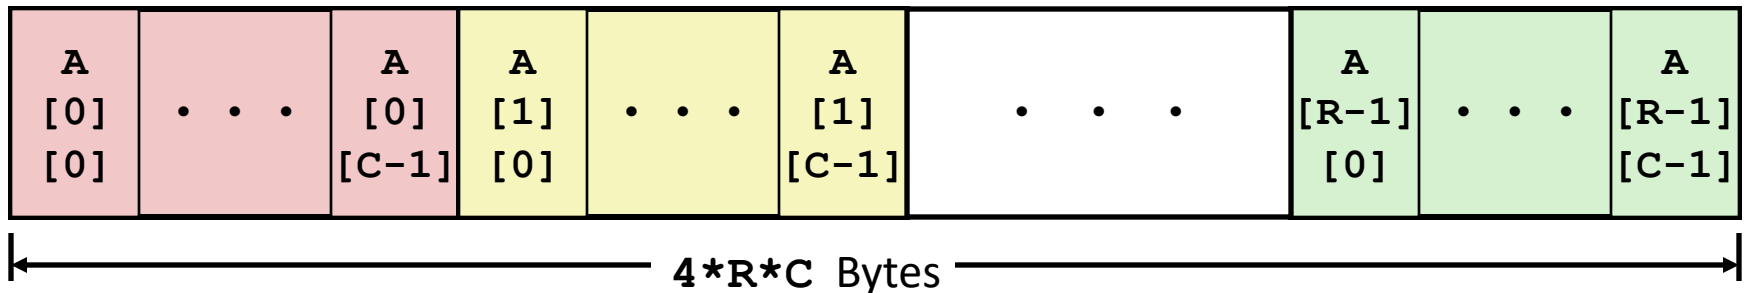 A A A A A A
[0] • • • [0] [1] • • • [1] • • • [R-1] • • • [R-1]
[0] [C-1] [0] [C-1] [0] [C-1]
4*R*C Bytes